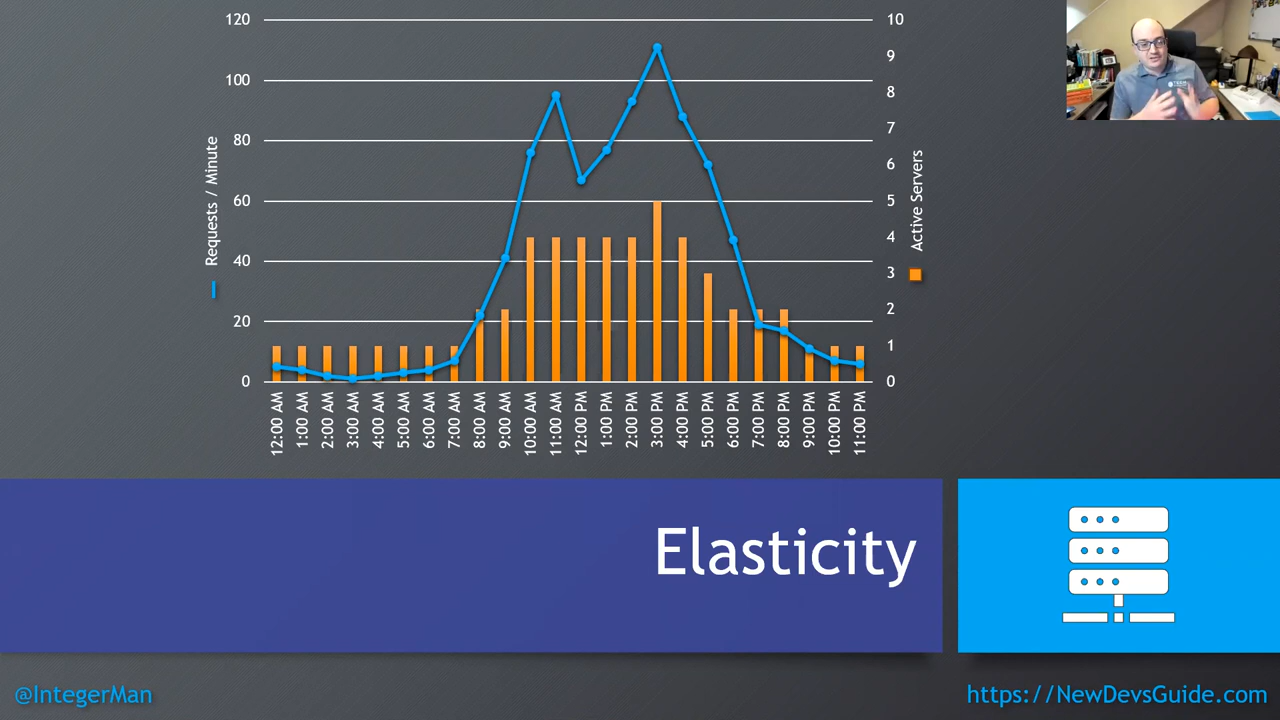 120
100
80
60
40
20
0
Requests / Minute
10
9
8
7
6
5
4
3
2
1
0
Active Servers
12:00 AM
1:00 AM
2:00 AM
3:00 AM
4:00 AM
5:00 AM
6:00 AM
7:00 AM
8:00 AM
9:00 AM
10:00 AM
11:00 AM
12:00 PM
1:00 PM
2:00 PM
3:00 PM
4:00 PM
5:00 PM
6:00 PM
7:00 PM
8:00 PM
9:00 PM
10:00 PM
11:00 PM
Elasticity
@IntegerMan
https://NewDevsGuide.com